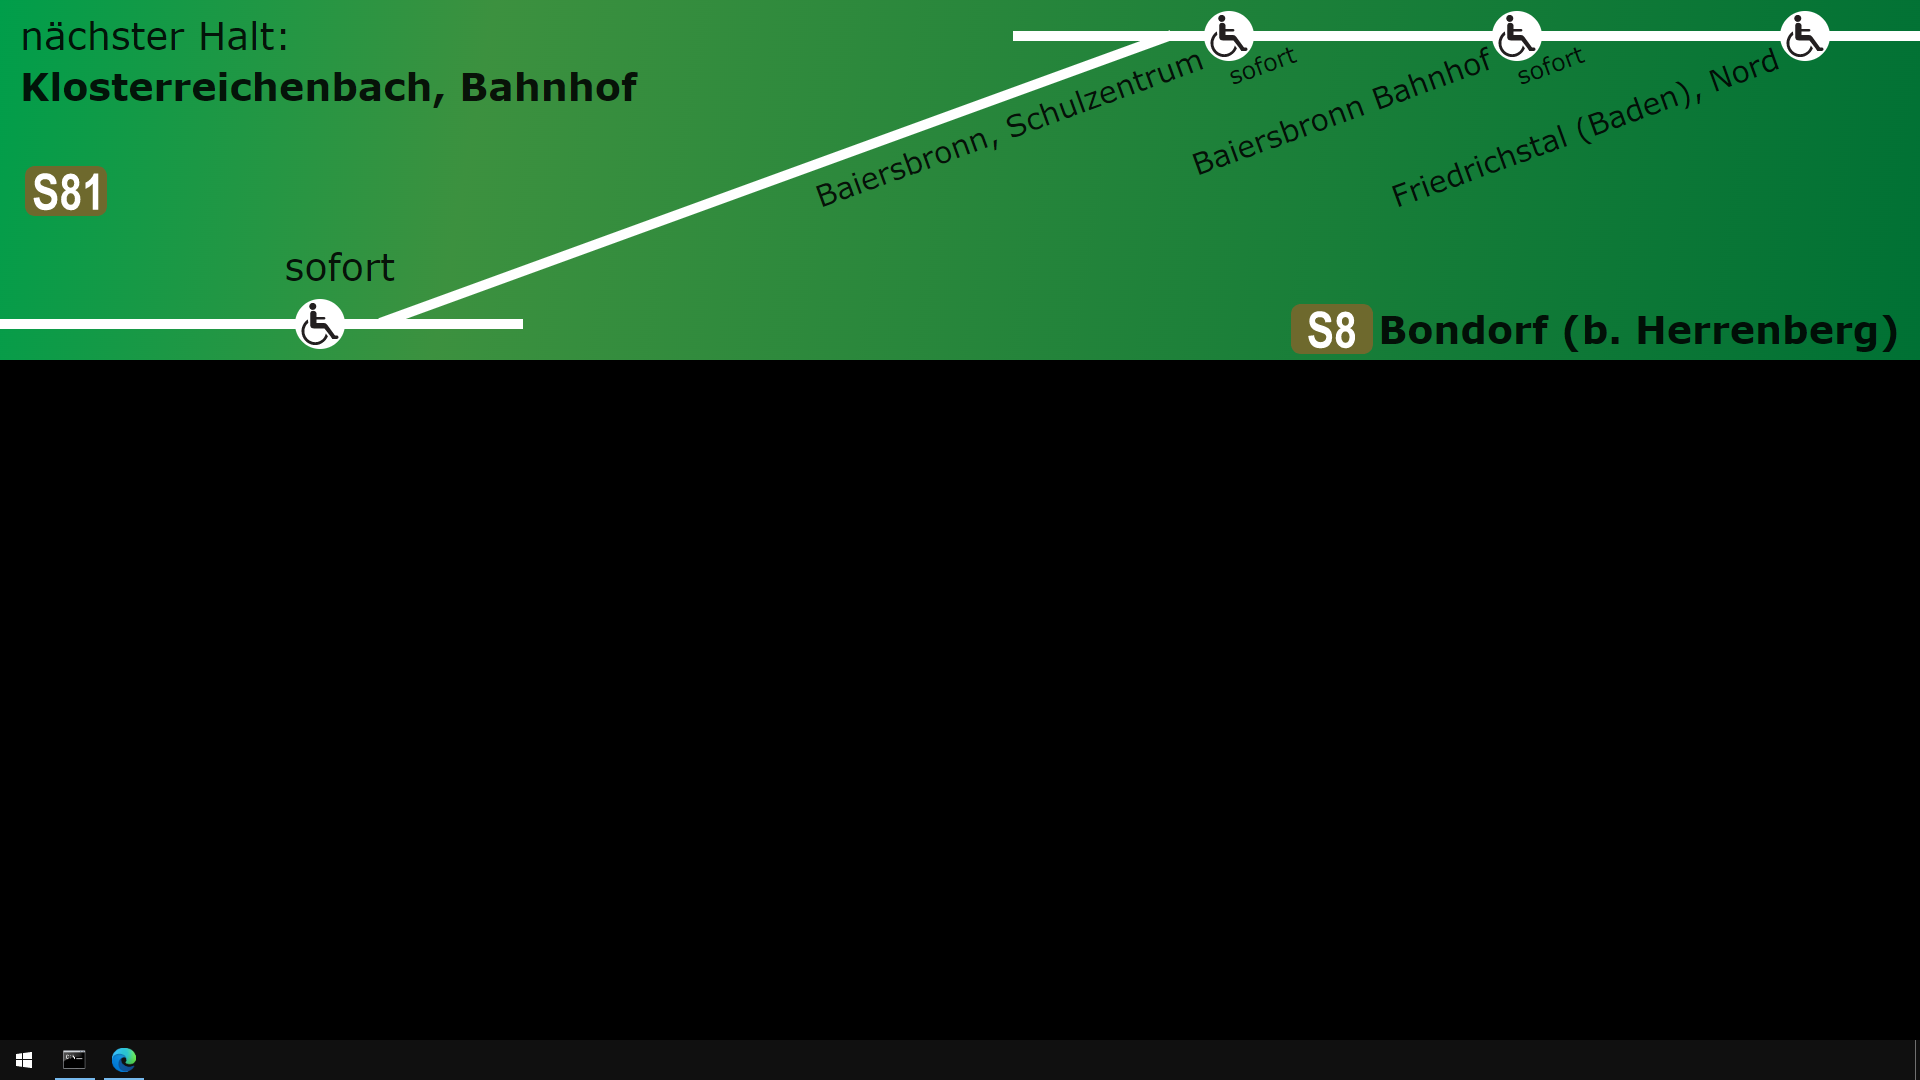 nächster Halt:
Klosterreichenbach, Bahnhof
S81
sofort
Baiersbronn, Schulzentrum
sofort
Baiersbronn Bahnhof
sofort
Friedrichstal (Baden), Nord
S8 Bondorf (b. Herrenberg)